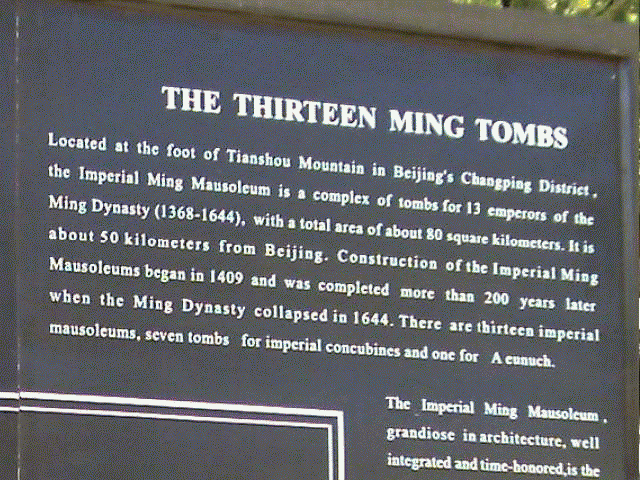 THE THIRTEEN MING TOMBS
Located at the foot of Tianshou Mountain in Beijing's Changping District,
the Imperial Ming Mausoleum is a complex of tombs for 13 emperors of the
Ming Dynasty (1368-1644), with a total area of about 80 square kilometers. It is
about 50 kilometers from Beijing. Construction of the Imperial Ming
Mausoleums began in 1409 and was completed more than 200 years later
when the Ming Dynasty collapsed in 1644. There are thirteen imperial
mausoleums, seven tombs for imperial concubines and one for A eunuch.
The Imperial Ming Mausoleum,
grandiose in architecture, well
integrated and time-honored,is the